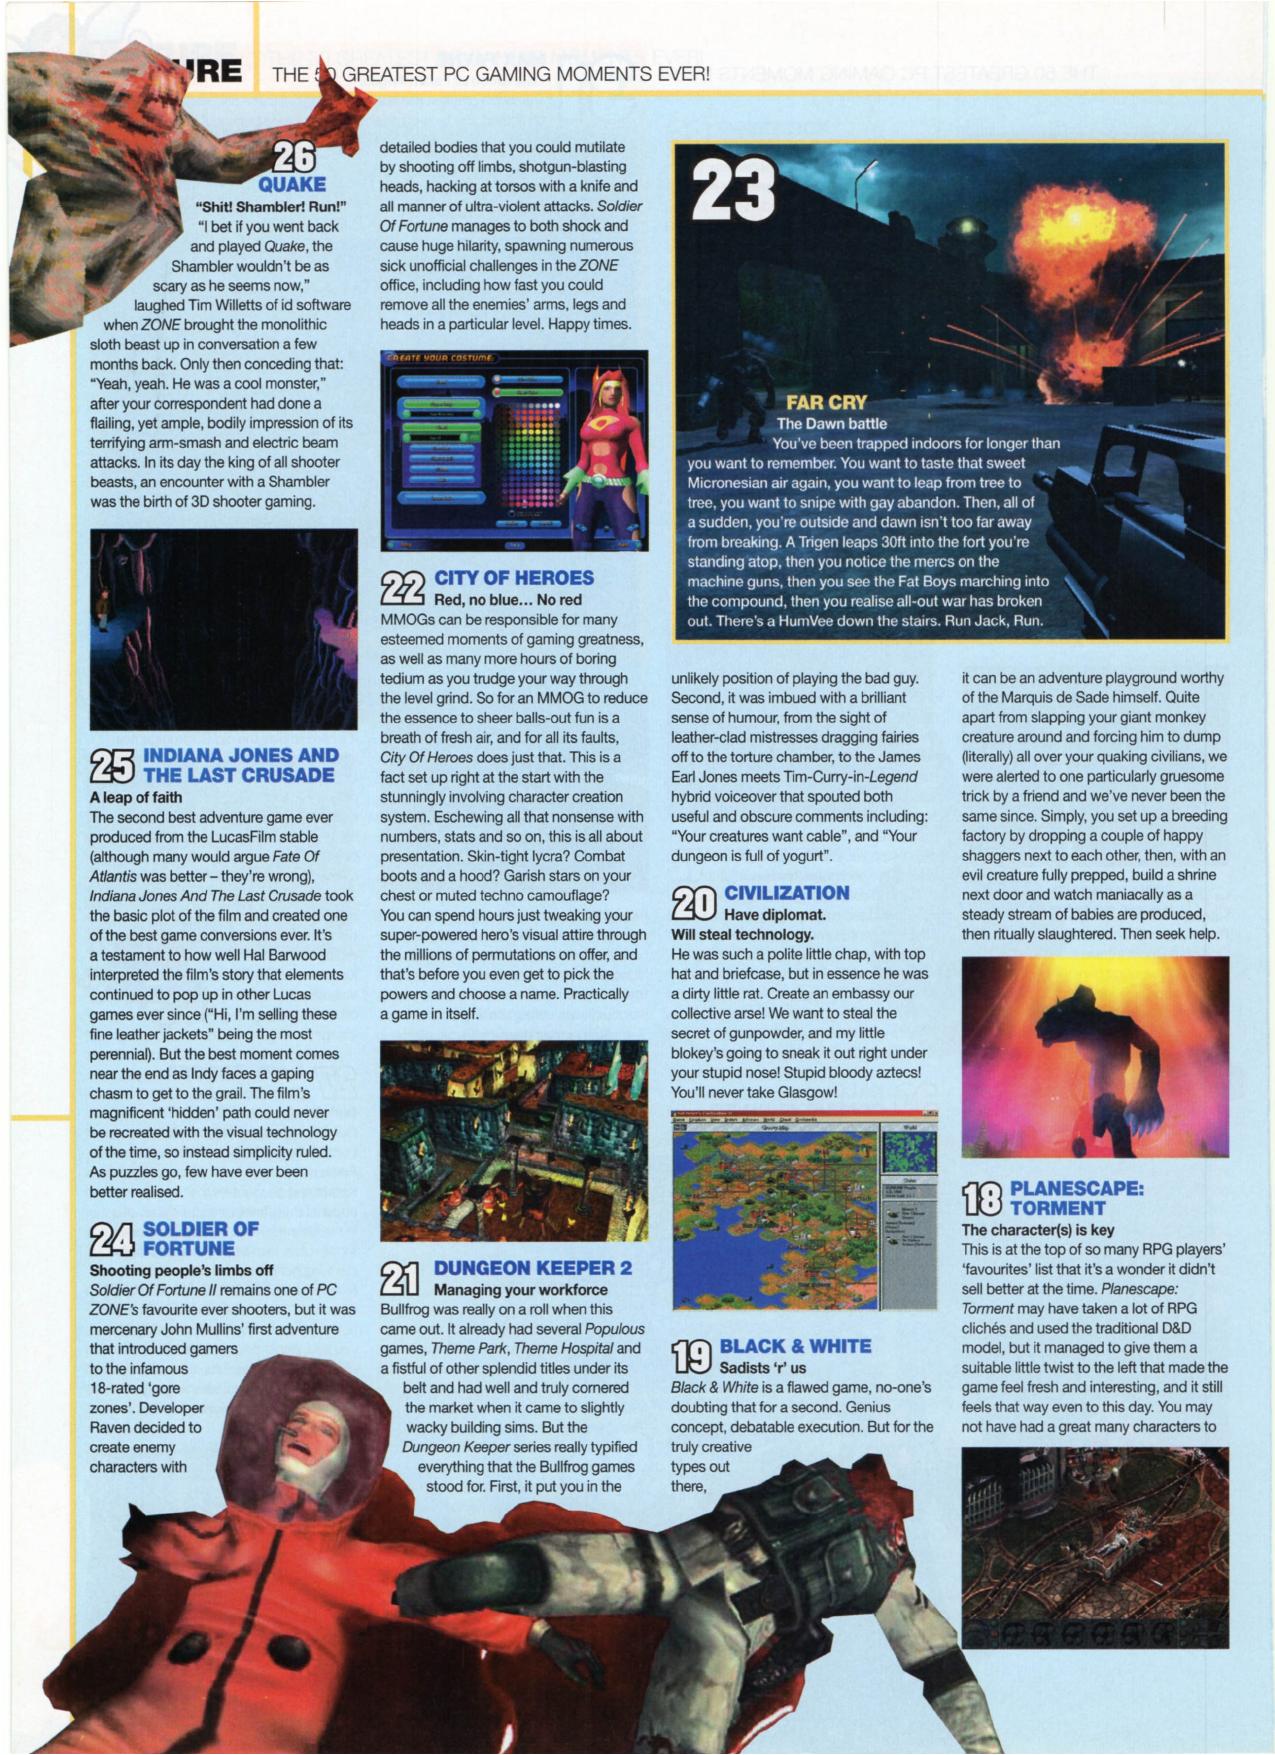 URE
THE 50 GREATEST PC GAMING MOMENTS EVER!
26
QUAKE
“Shit! Shambler! Run!”
“I bet if you went back
and played Quake, the
Shambler wouldn't be as
scary as he seems now,”
laughed Tim Willetts of id software
when ZONE brought the monolithic
sloth beast up in conversation a few
months back. Only then conceding that:
“Yeah, yeah. He was a cool monster,”
after your correspondent had done a
flailing, yet ample, bodily impression of its
terrifying arm-smash and electric beam
attacks. In its day the king of all shooter
beasts, an encounter with a Shambler
was the birth of 3D shooter gaming.
25 INDIANA JONES AND
THE LAST CRUSADE
A leap of faith
The second best adventure game ever
produced from the LucasFilm stable
(although many would argue Fate Of
Atlantis was better – they're wrong),
Indiana Jones And The Last Crusade took
the basic plot of the film and created one
of the best game conversions ever. It's
a testament to how well Hal Barwood
interpreted the film's story that elements
continued to pop up in other Lucas
games ever since (“Hi, I'm selling these
fine leather jackets” being the most
perennial). But the best moment comes
near the end as Indy faces a gaping
chasm to get to the grail. The film's
magnificent ‘hidden’ path could never
be recreated with the visual technology
of the time, so instead simplicity ruled.
As puzzles go, few have ever been
better realised.
24 SOLDIER OF
FORTUNE
Shooting people's limbs off
Soldier Of Fortune II remains one of PC
ZONE's favourite ever shooters, but it was
mercenary John Mullins' first adventure
that introduced gamers
to the infamous
18-rated ‘gore
zones’. Developer
Raven decided to
create enemy
characters with
detailed bodies that you could mutilate
by shooting off limbs, shotgun-blasting
heads, hacking at torsos with a knife and
all manner of ultra-violent attacks. Soldier
Of Fortune manages to both shock and
cause huge hilarity, spawning numerous
sick unofficial challenges in the ZONE
office, including how fast you could
remove all the enemies' arms, legs and
heads in a particular level. Happy times.
CREATE YOUR COSTUME
22 CITY OF HEROES
Red, no blue... No red
MMOGs can be responsible for many
esteemed moments of gaming greatness,
as well as many more hours of boring
tedium as you trudge your way through
the level grind. So for an MMOG to reduce
the essence to sheer balls-out fun is a
breath of fresh air, and for all its faults,
City Of Heroes does just that. This is a
fact set up right at the start with the
stunningly involving character creation
system. Eschewing all that nonsense with
numbers, stats and so on, this is all about
presentation. Skin-tight lycra? Combat
boots and a hood? Garish stars on your
chest or muted techno camouflage?
You can spend hours just tweaking your
super-powered hero's visual attire through
the millions of permutations on offer, and
that's before you even get to pick the
powers and choose a name. Practically
a game in itself.
21 DUNGEON KEEPER 2
Managing your workforce
Bullfrog was really on a roll when this
came out. It already had several Populous
games, Theme Park, Theme Hospital and
a fistful of other splendid titles under its
belt and had well and truly cornered
the market when it came to slightly
wacky building sims. But the
Dungeon Keeper series really typified
everything that the Bullfrog games
stood for. First, it put you in the
23
FAR CRY
The Dawn battle
You've been trapped indoors for longer than
you want to remember. You want to taste that sweet
Micronesian air again, you want to leap from tree to
tree, you want to snipe with gay abandon. Then, all of
a sudden, you're outside and dawn isn't too far away
from breaking. A Trigen leaps 30ft into the fort you're
standing atop, then you notice the mercs on the
machine guns, then you see the Fat Boys marching into
the compound, then you realise all-out war has broken
out. There's a HumVee down the stairs. Run Jack, Run.
unlikely position of playing the bad guy.
Second, it was imbued with a brilliant
sense of humour, from the sight of
leather-clad mistresses dragging fairies
off to the torture chamber, to the James
Earl Jones meets Tim-Curry-in-Legend
hybrid voiceover that spouted both
useful and obscure comments including:
“Your creatures want cable”, and “Your
dungeon is full of yogurt”.
20 CIVILIZATION
Have diplomat.
Will steal technology.
He was such a polite little chap, with top
hat and briefcase, but in essence he was
a dirty little rat. Create an embassy our
collective arse! We want to steal the
secret of gunpowder, and my little
blokey's going to sneak it out right under
your stupid nose! Stupid bloody aztecs!
You'll never take Glasgow!
19 BLACK & WHITE
Sadists ‘r’ us
Black & White is a flawed game, no-one's
doubting that for a second. Genius
concept, debatable execution. But for the
truly creative
types out
there,
it can be an adventure playground worthy
of the Marquis de Sade himself. Quite
apart from slapping your giant monkey
creature around and forcing him to dump
(literally) all over your quaking civilians, we
were alerted to one particularly gruesome
trick by a friend and we've never been the
same since. Simply, you set up a breeding
factory by dropping a couple of happy
shaggers next to each other, then, with an
evil creature fully prepped, build a shrine
next door and watch maniacally as a
steady stream of babies are produced,
then ritually slaughtered. Then seek help.
18 PLANESCAPE:
TORMENT
The character(s) is key
This is at the top of so many RPG players'
‘favourites’ list that it's a wonder it didn't
sell better at the time. Planescape:
Torment may have taken a lot of RPG
clichés and used the traditional D&D
model, but it managed to give them a
suitable little twist to the left that made the
game feel fresh and interesting, and it still
feels that way even to this day. You may
not have had a great many characters to